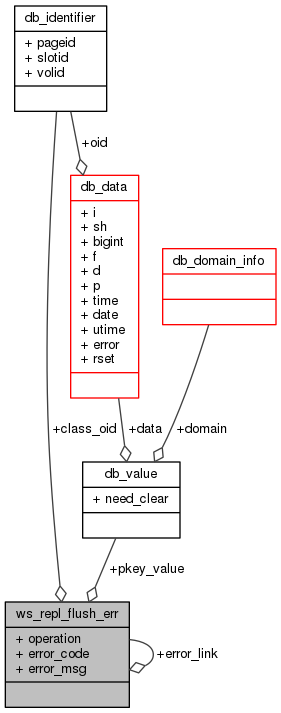 db_identifier
+ pageid
+ slotid
+ volid
+oid
db_data
+ i
+ sh
+ bigint
+ f
+ d
+ p
+ time
+ date
+ utime
+ error
+ rset
db_domain_info
+class_oid
+data
+domain
db_value
+ need_clear
+pkey_value
ws_repl_flush_err
+ operation
+ error_code
+ error_msg
+error_link